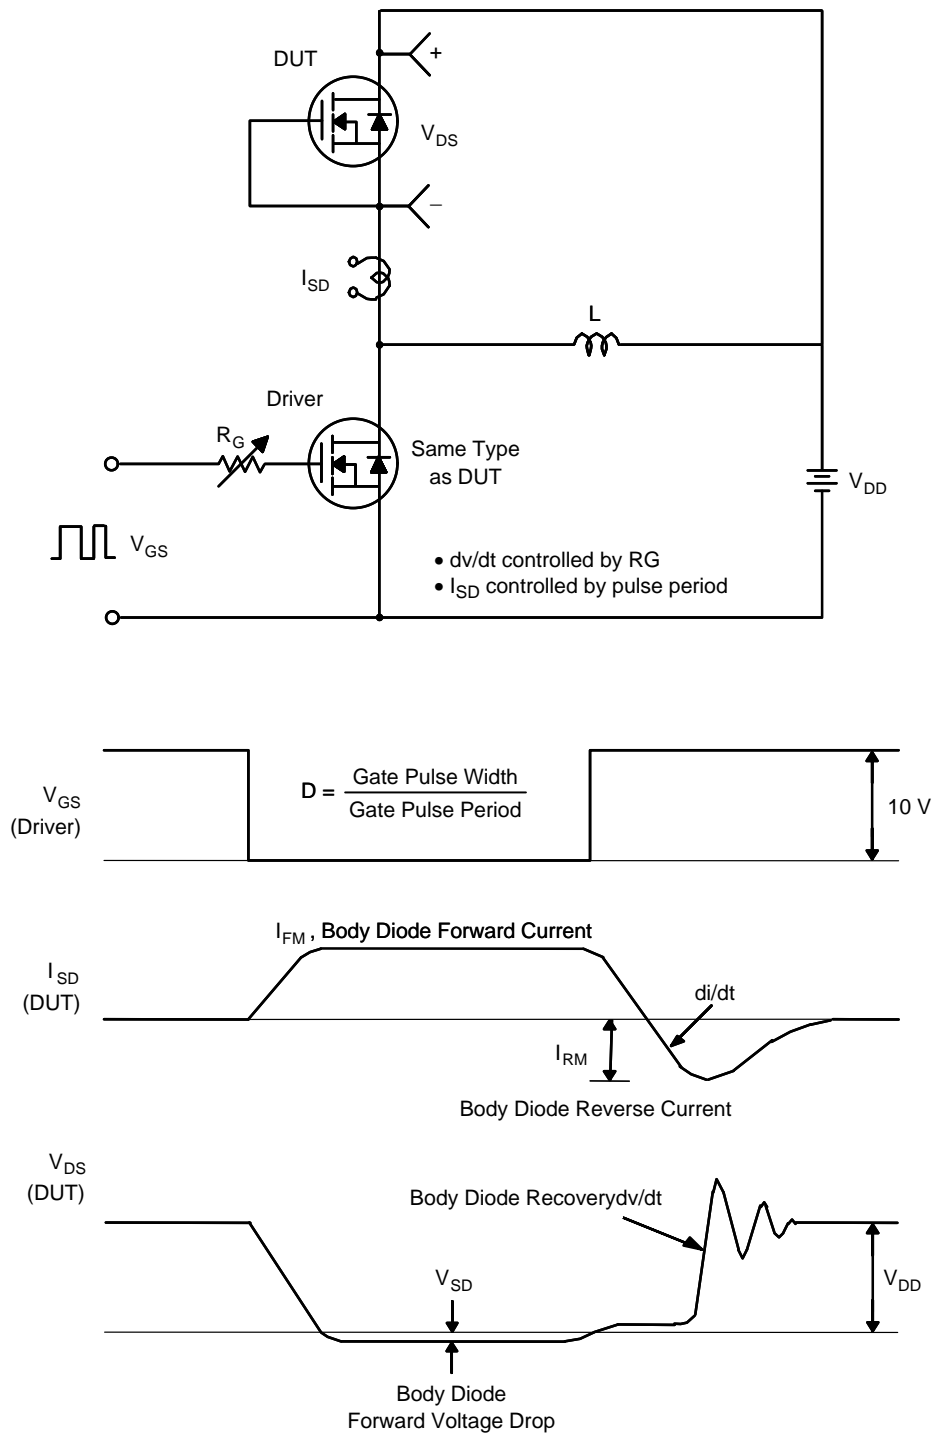 DUT
+
V_DS
−
I_SD
L
Driver
R_G
Same Type
as DUT
V_DD
V_GS
• dv/dt controlled by RG
• I_SD controlled by pulse period
V_GS
(Driver)
D = Gate Pulse Width
Gate Pulse Period
10 V
I_FM , Body Diode Forward Current
I_SD
(DUT)
di/dt
I_RM
Body Diode Reverse Current
V_DS
(DUT)
Body Diode Recoverydv/dt
V_SD
V_DD
Body Diode
Forward Voltage Drop